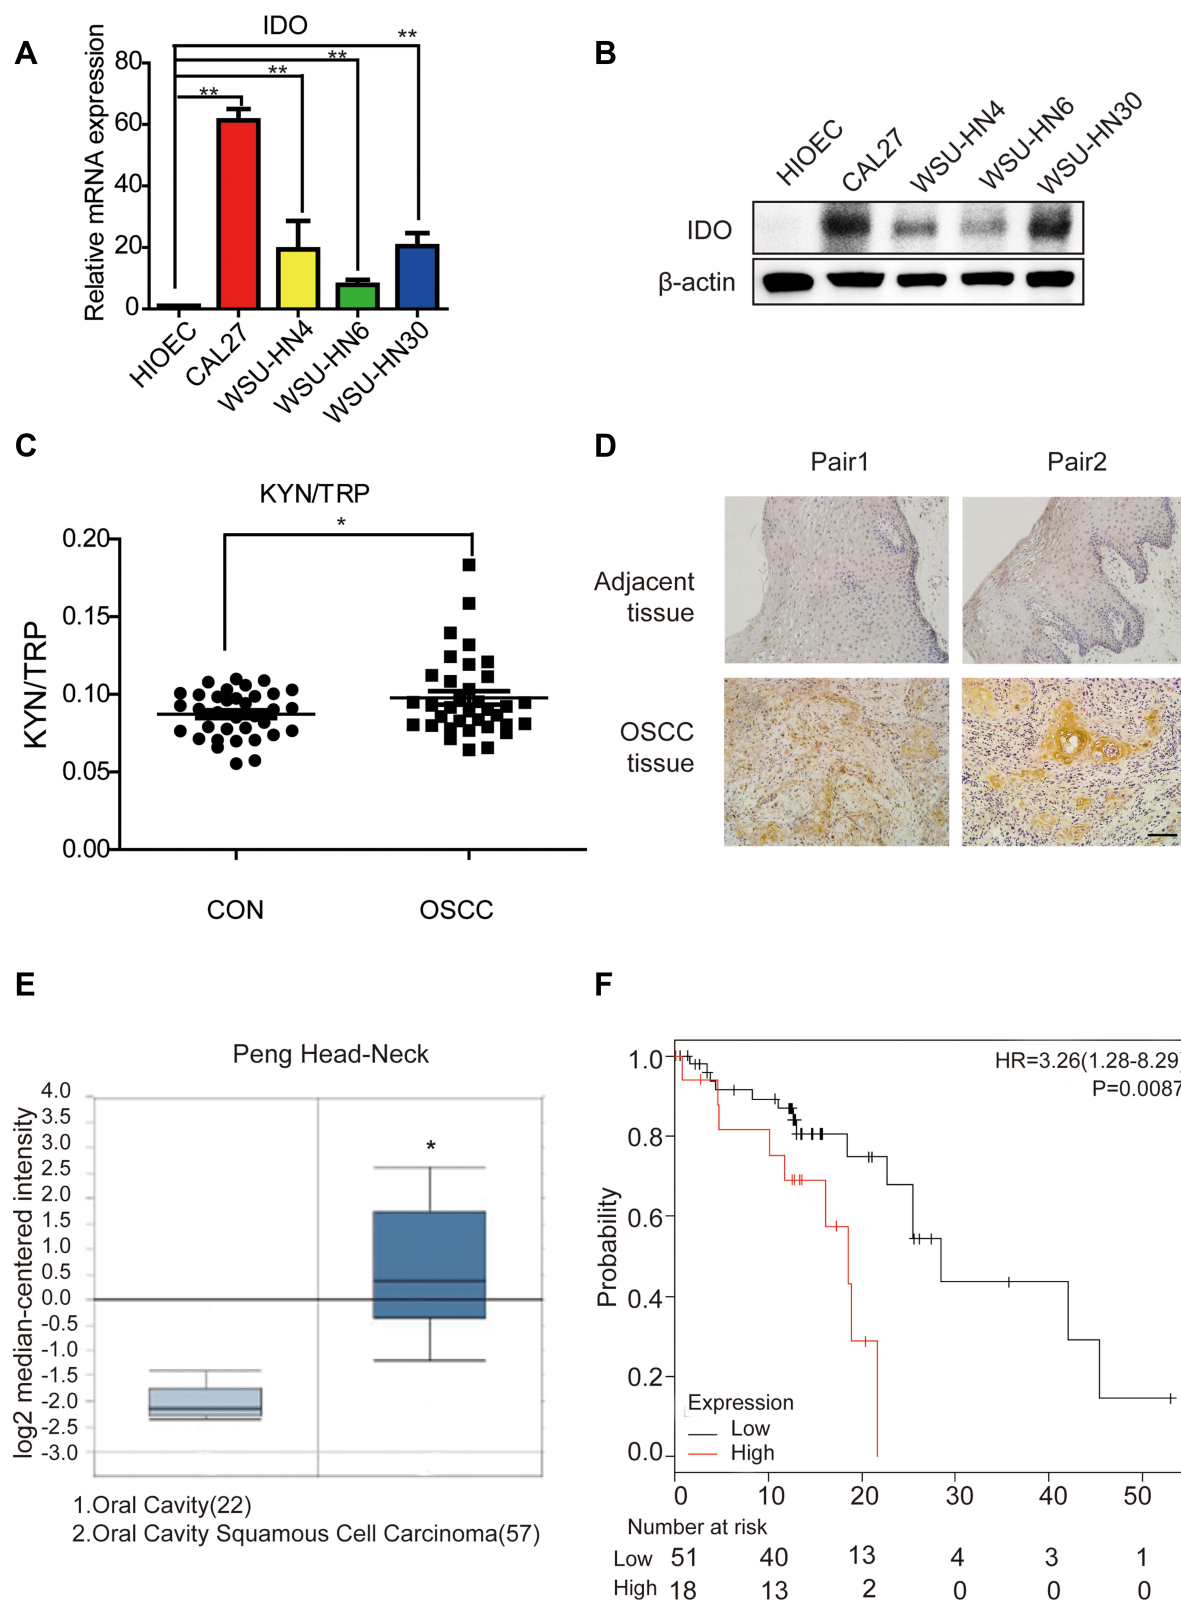 A
IDO
**
**
**
**
Relative mRNA expression
80
60
40
20
0
HIOEC
CAL27
WSU-HN4
WSU-HN6
WSU-HN30
B
HIOEC
CAL27
WSU-HN4
WSU-HN6
WSU-HN30
IDO
β-actin
C
KYN/TRP
*
KYN/TRP
0.20
0.15
0.10
0.05
0.00
CON
OSCC
D
Pair1
Pair2
Adjacent
tissue
OSCC
tissue
E
Peng Head-Neck
log2 median-centered intensity
4.0
3.5
3.0
2.5
2.0
1.5
1.0
0.5
0.0
-0.5
-1.0
-1.5
-2.0
-2.5
-3.0
*
1.Oral Cavity(22)
2.Oral Cavity Squamous Cell Carcinoma(57)
F
HR=3.26(1.28-8.29)
P=0.0087
Probability
1.0
0.8
0.6
0.4
0.2
0.0
Expression
Low
High
0 10 20 30 40 50
Number at risk
Low 51 40 13 4 3 1
High 18 13 2 0 0 0